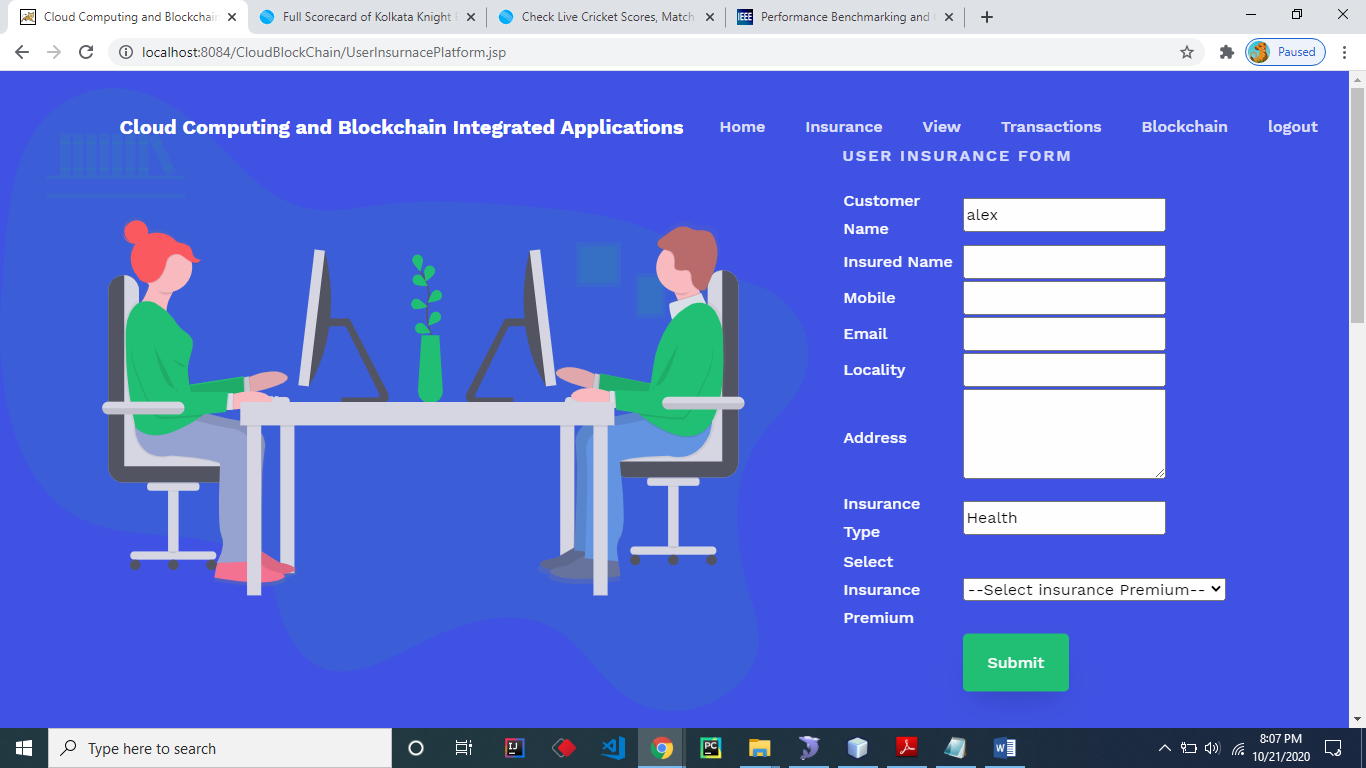 Cloud Computing and Blockchain
Full Scorecard of Kolkata Knight
Check Live Cricket Scores, Match
IEEE
Performance Benchmarking and
localhost:8084/CloudBlockChain/UserInsurnacePlatform.jsp
Paused
Cloud Computing and Blockchain Integrated Applications
Home Insurance View Transactions Blockchain logout
USER INSURANCE FORM
Customer
Name
alex
Insured Name
Mobile
Email
Locality
Address
Insurance
Type
Health
Select
Insurance
Premium
--Select insurance Premium--
Submit
Type here to search
IJ
PC
W
8:07 PM
10/21/2020